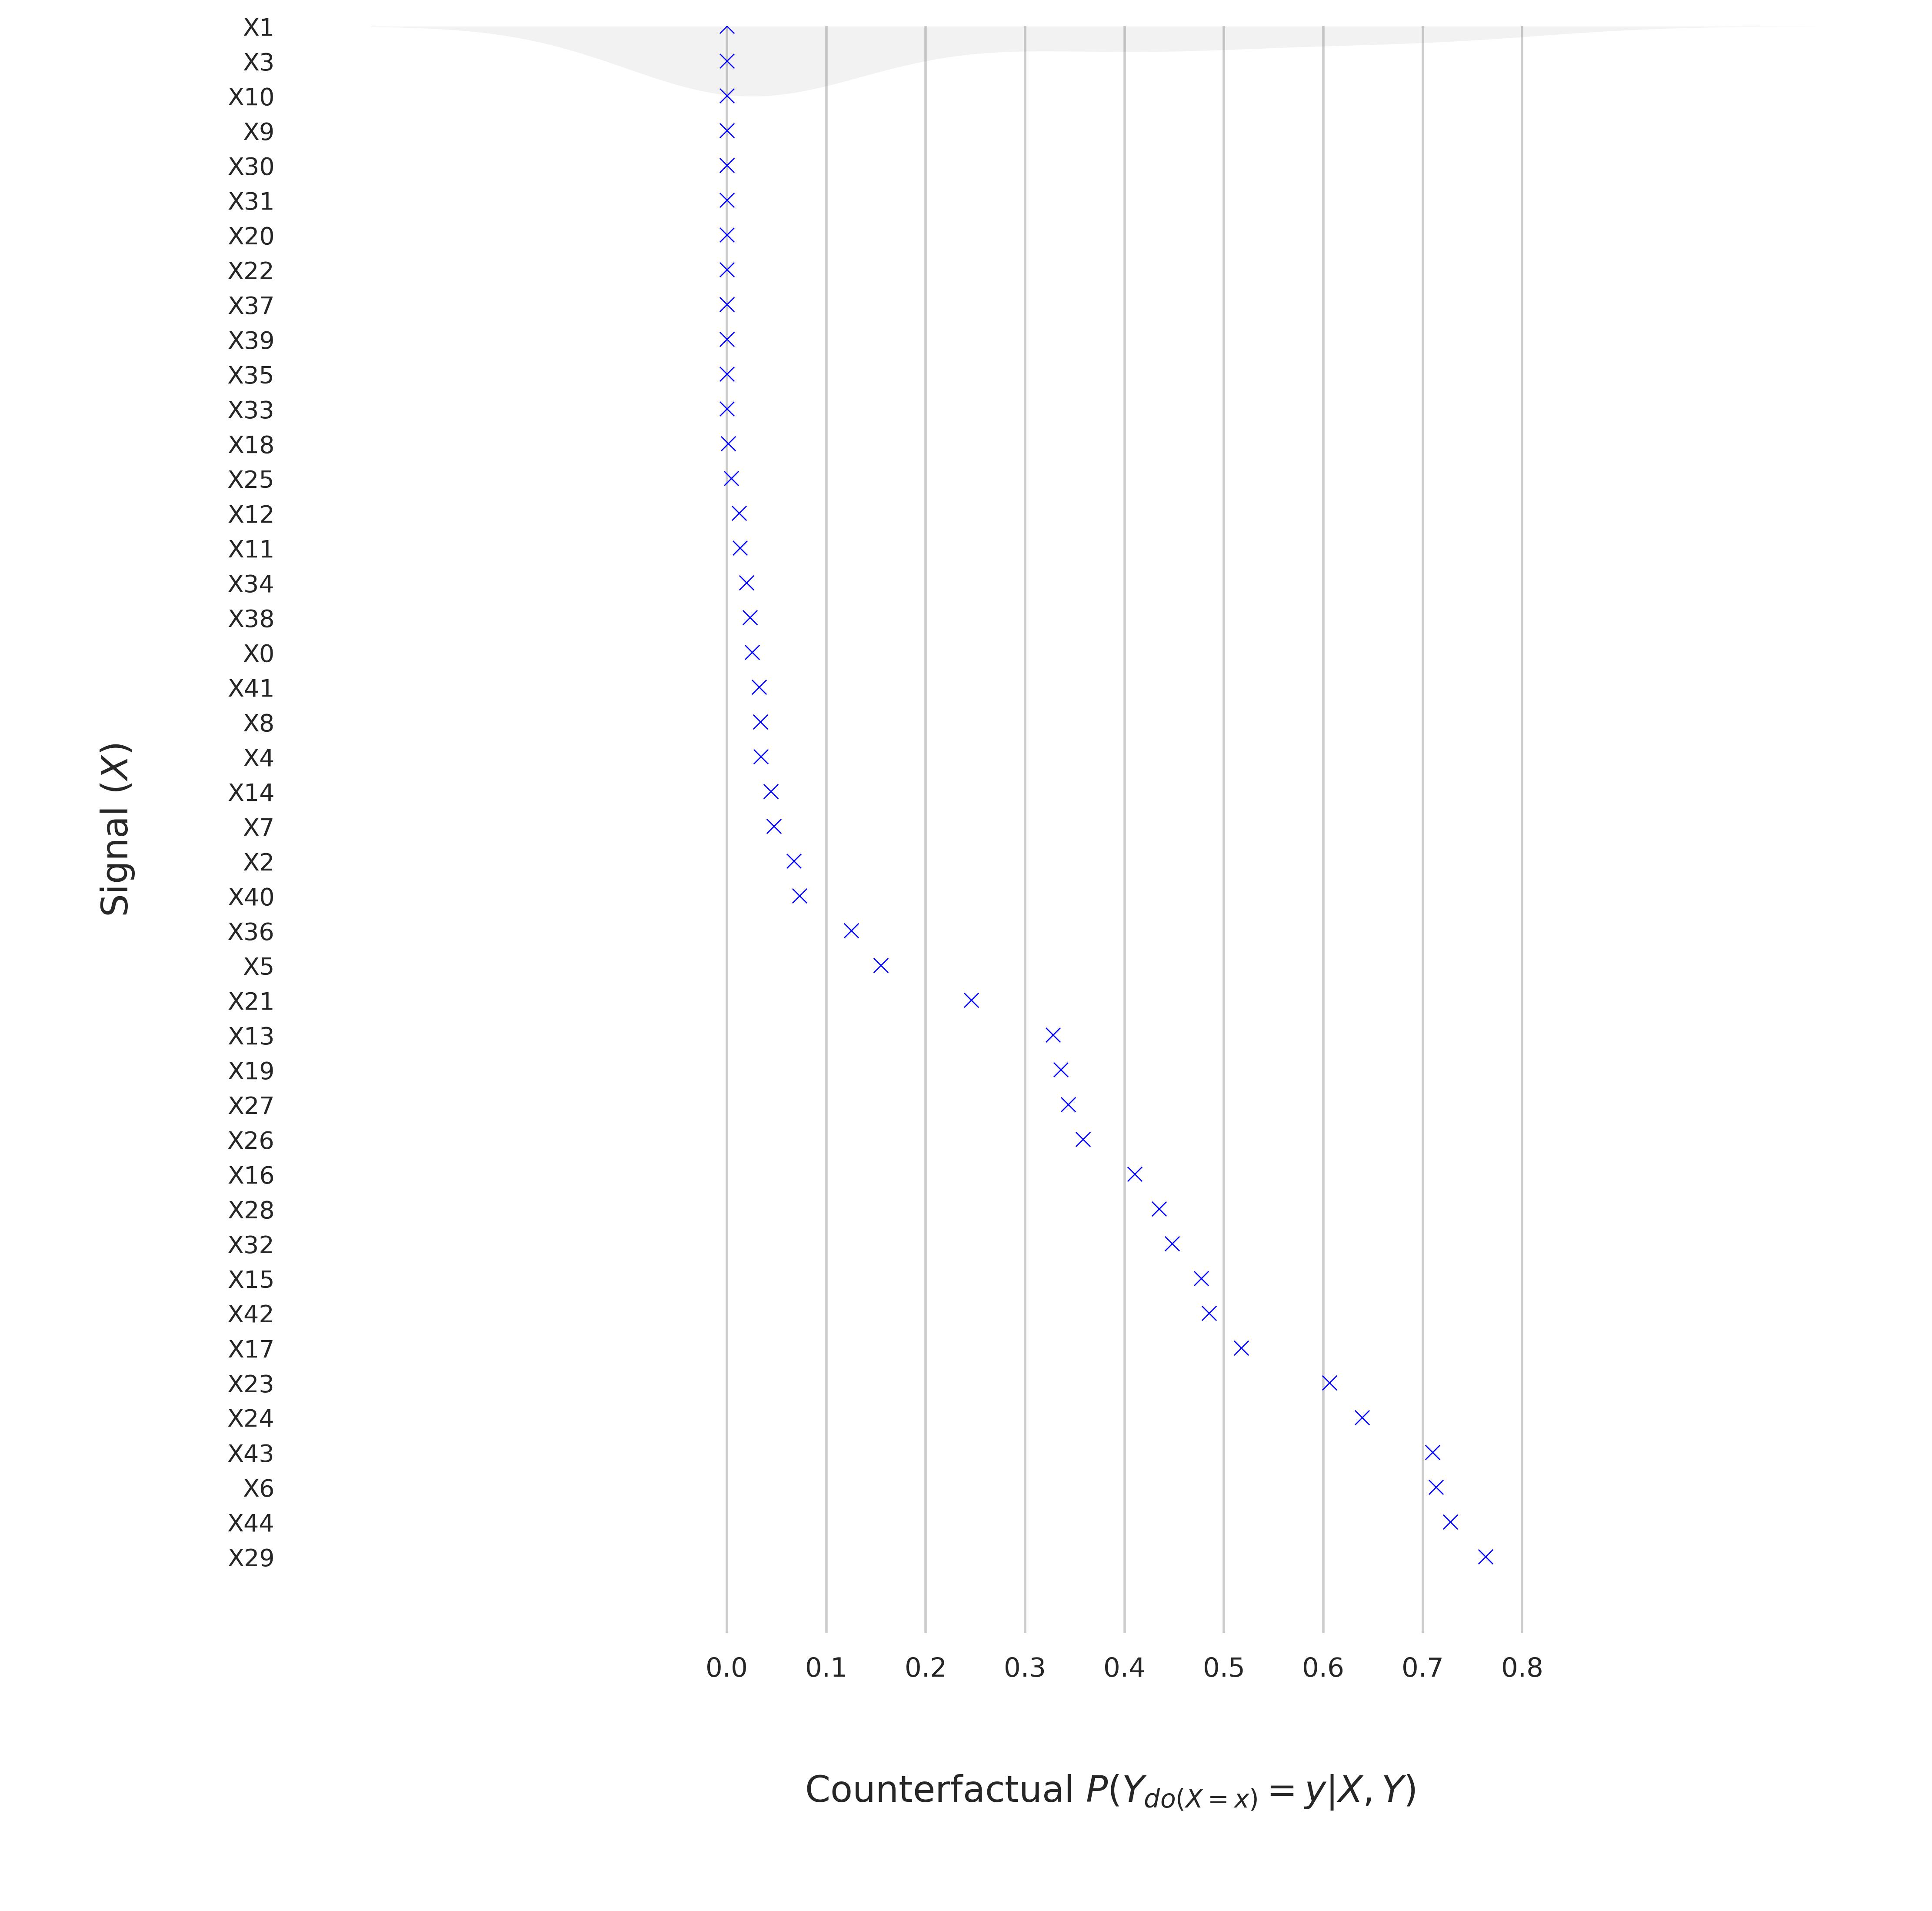 X1
X3
X10
X9
X30
X31
X20
X22
X37
X39
X35
X33
X18
X25
X12
X11
X34
X38
X0
X41
X8
X4
X14
X7
X2
X40
X36
X5
X21
X13
X19
X27
X26
X16
X28
X32
X15
X42
X17
X23
X24
X43
X6
X44
X29
Signal (X)
0.0 0.1 0.2 0.3 0.4 0.5 0.6 0.7 0.8
Counterfactual P(Y_{do(X=x)} = y|X, Y)